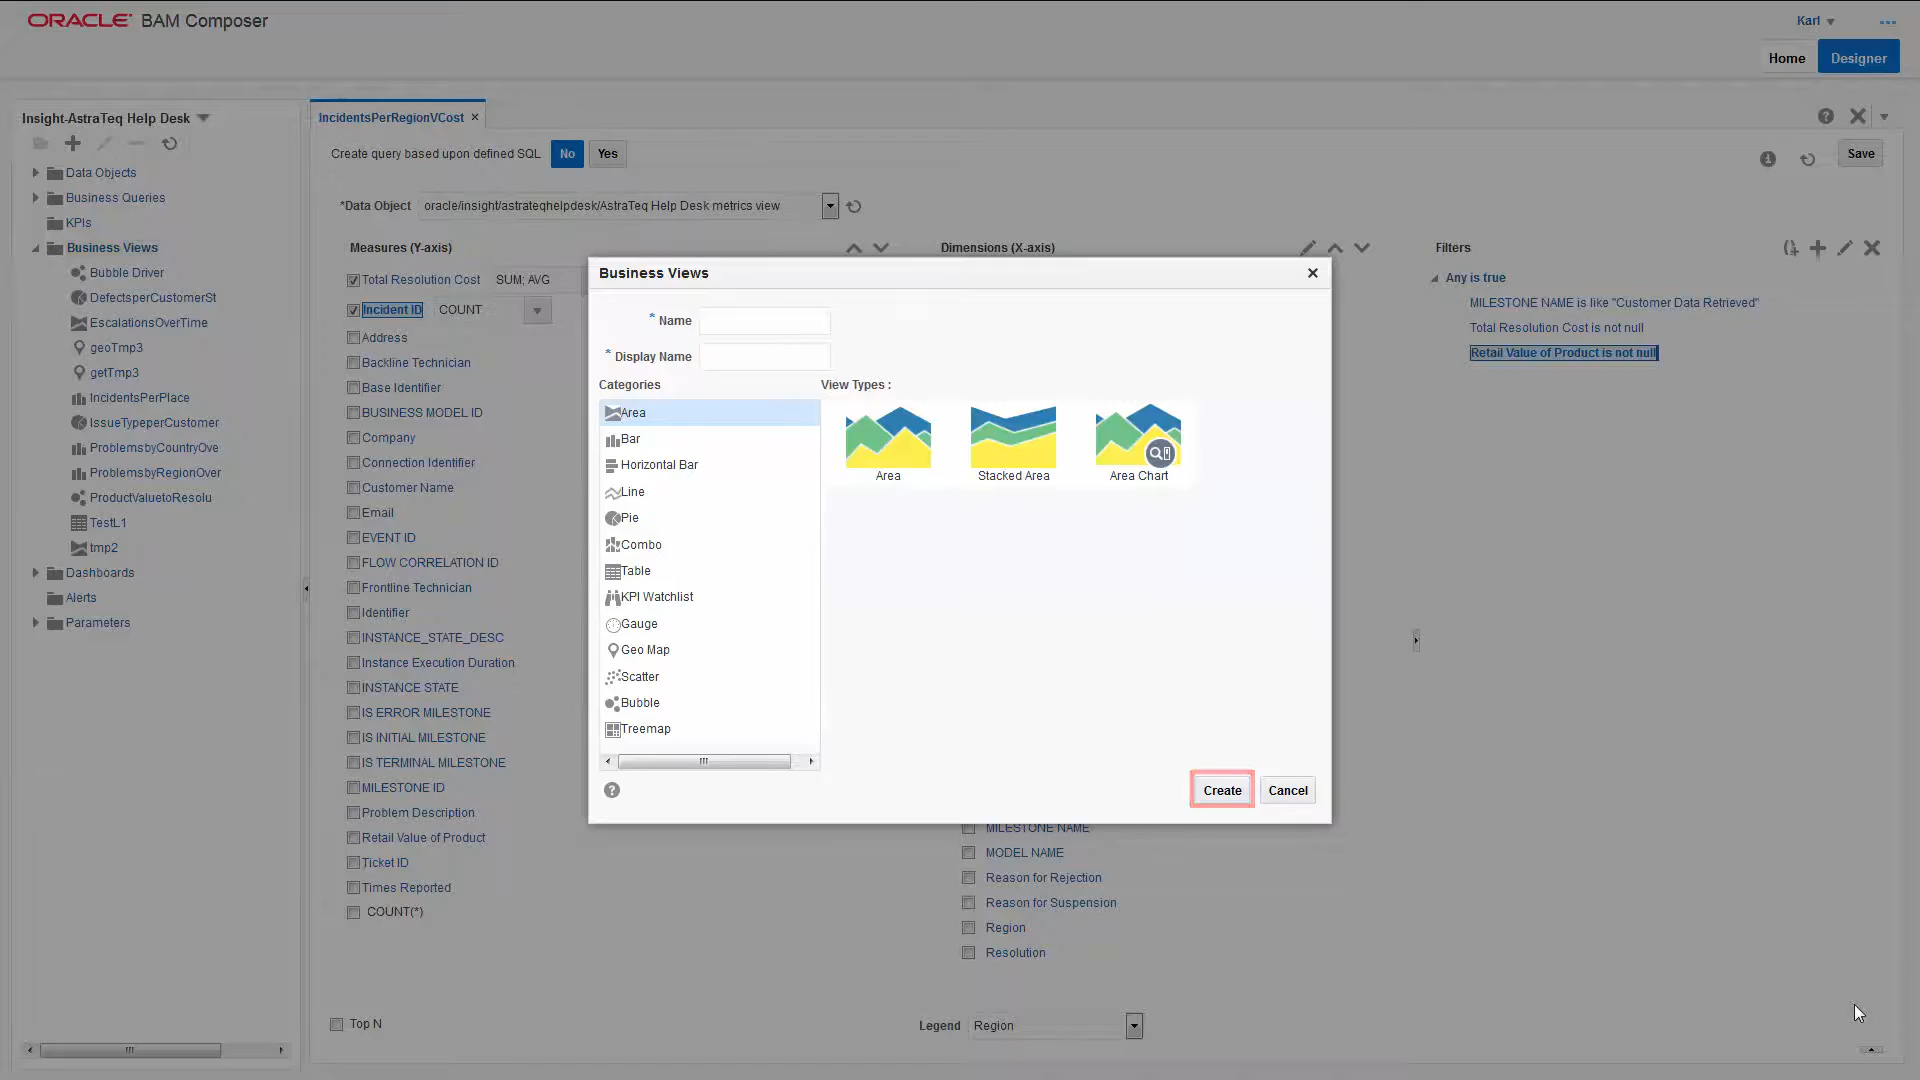 ORACLE BAM Composer
Karl
Home
Designer
Insight-AstraTeq Help Desk
Data Objects
Business Queries
KPIs
Business Views
Bubble Driver
DefectsperCustomerSt
EscalationsOverTime
geoTmp3
getTmp3
IncidentsPerPlace
IssueTypeperCustomer
ProblemsbyCountryOve
ProblemsbyRegionOver
ProductValuetoResolu
TestL1
tmp2
Dashboards
Alerts
Parameters
IncidentsPerRegionVCost
Create query based upon defined SQL No Yes
Save
*Data Object oracle/insight/astrateqhelpdesk/AstraTeq Help Desk metrics view
Measures (Y-axis)
Total Resolution Cost SUM; AVG
Incident ID COUNT
Address
Backline Technician
Base Identifier
BUSINESS MODEL ID
Company
Connection Identifier
Customer Name
Email
EVENT ID
FLOW CORRELATION ID
Frontline Technician
Identifier
INSTANCE_STATE_DESC
Instance Execution Duration
INSTANCE STATE
IS ERROR MILESTONE
IS INITIAL MILESTONE
IS TERMINAL MILESTONE
MILESTONE ID
Problem Description
Retail Value of Product
Ticket ID
Times Reported
COUNT(*)
Top N
Dimensions (X-axis)
Business Views
* Name
* Display Name
Categories
Area
Bar
Horizontal Bar
Line
Pie
Combo
Table
KPI Watchlist
Gauge
Geo Map
Scatter
Bubble
Treemap
View Types :
Area
Stacked Area
Area Chart
Create
Cancel
MILESTONE NAME
MODEL NAME
Reason for Rejection
Reason for Suspension
Region
Resolution
Legend Region
Filters
Any is true
MILESTONE NAME is like "Customer Data Retrieved"
Total Resolution Cost is not null
Retail Value of Product is not null